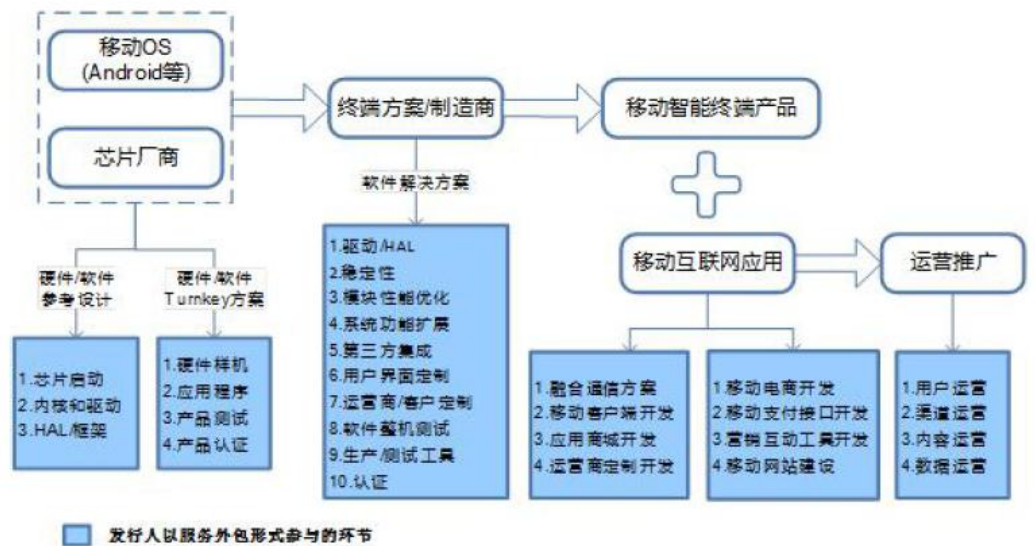 移动OS
(Android等)
芯片厂商
终端方案/制造商
移动智能终端产品
软件解决方案
移动互联网应用
运营推广
硬件/软件
参考设计
硬件/软件
Turnkey方案
1.芯片启动
2.内核和驱动
3.HAL/框架
1.硬件样机
2.应用程序
3.产品测试
4.产品认证
1.驱动/HAL
2.稳定性
3.模块性能优化
4.系统功能扩展
5.第三方集成
6.用户界面定制
7.运营商/客户定制
8.软件整机测试
9.生产/测试工具
10.认证
1.融合通信方案
2.移动客户端开发
3.应用商城开发
4.运营商定制开发
1.移动电商开发
2.移动支付接口开发
3.营销互动工具开发
4.移动网站建设
1.用户运营
2.渠道运营
3.内容运营
4.数据运营
发行人以服务外包形式参与的环节